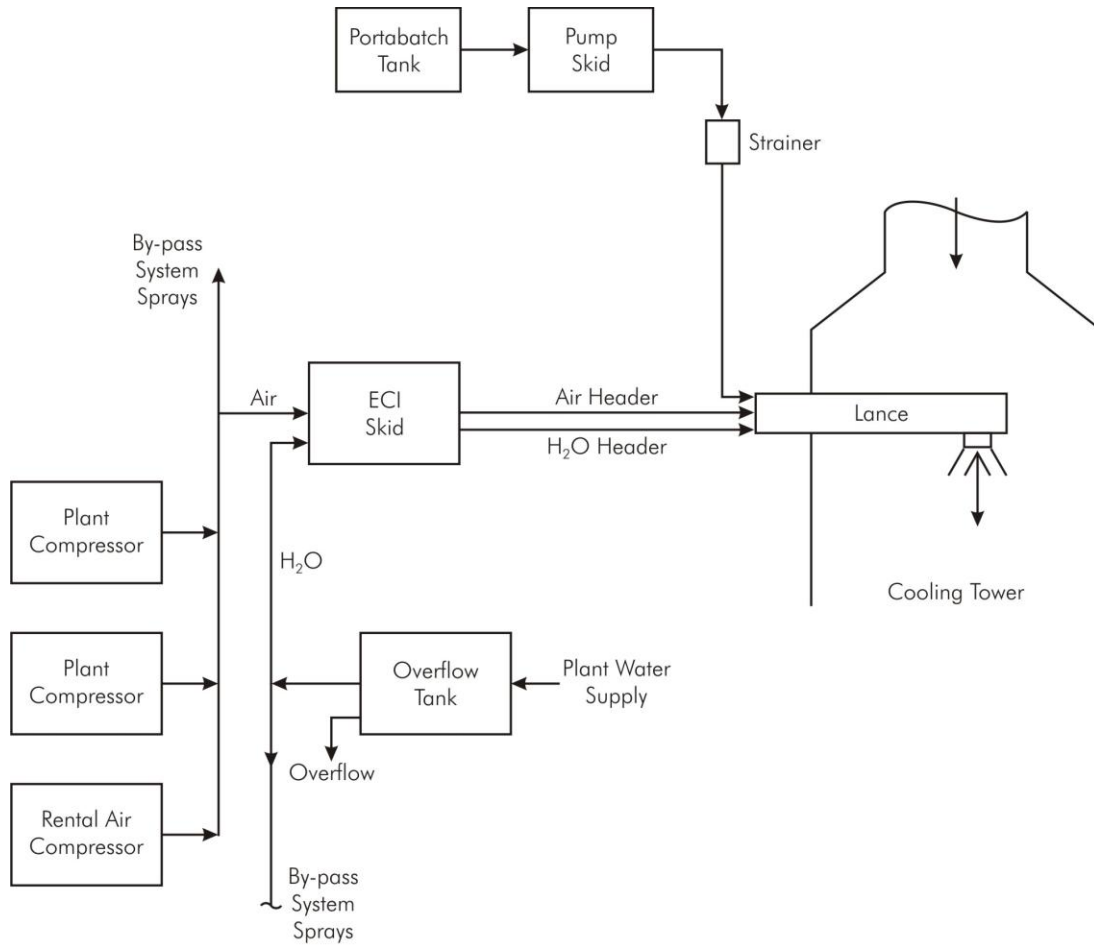 Portabatch
Tank
Pump
Skid
Strainer
By-pass
System
Sprays
Air
ECI
Skid
Air Header
H₂O Header
Lance
Plant
Compressor
H₂O
Cooling Tower
Plant
Compressor
Overflow
Tank
Plant Water
Supply
Overflow
Rental Air
Compressor
By-pass
System
Sprays